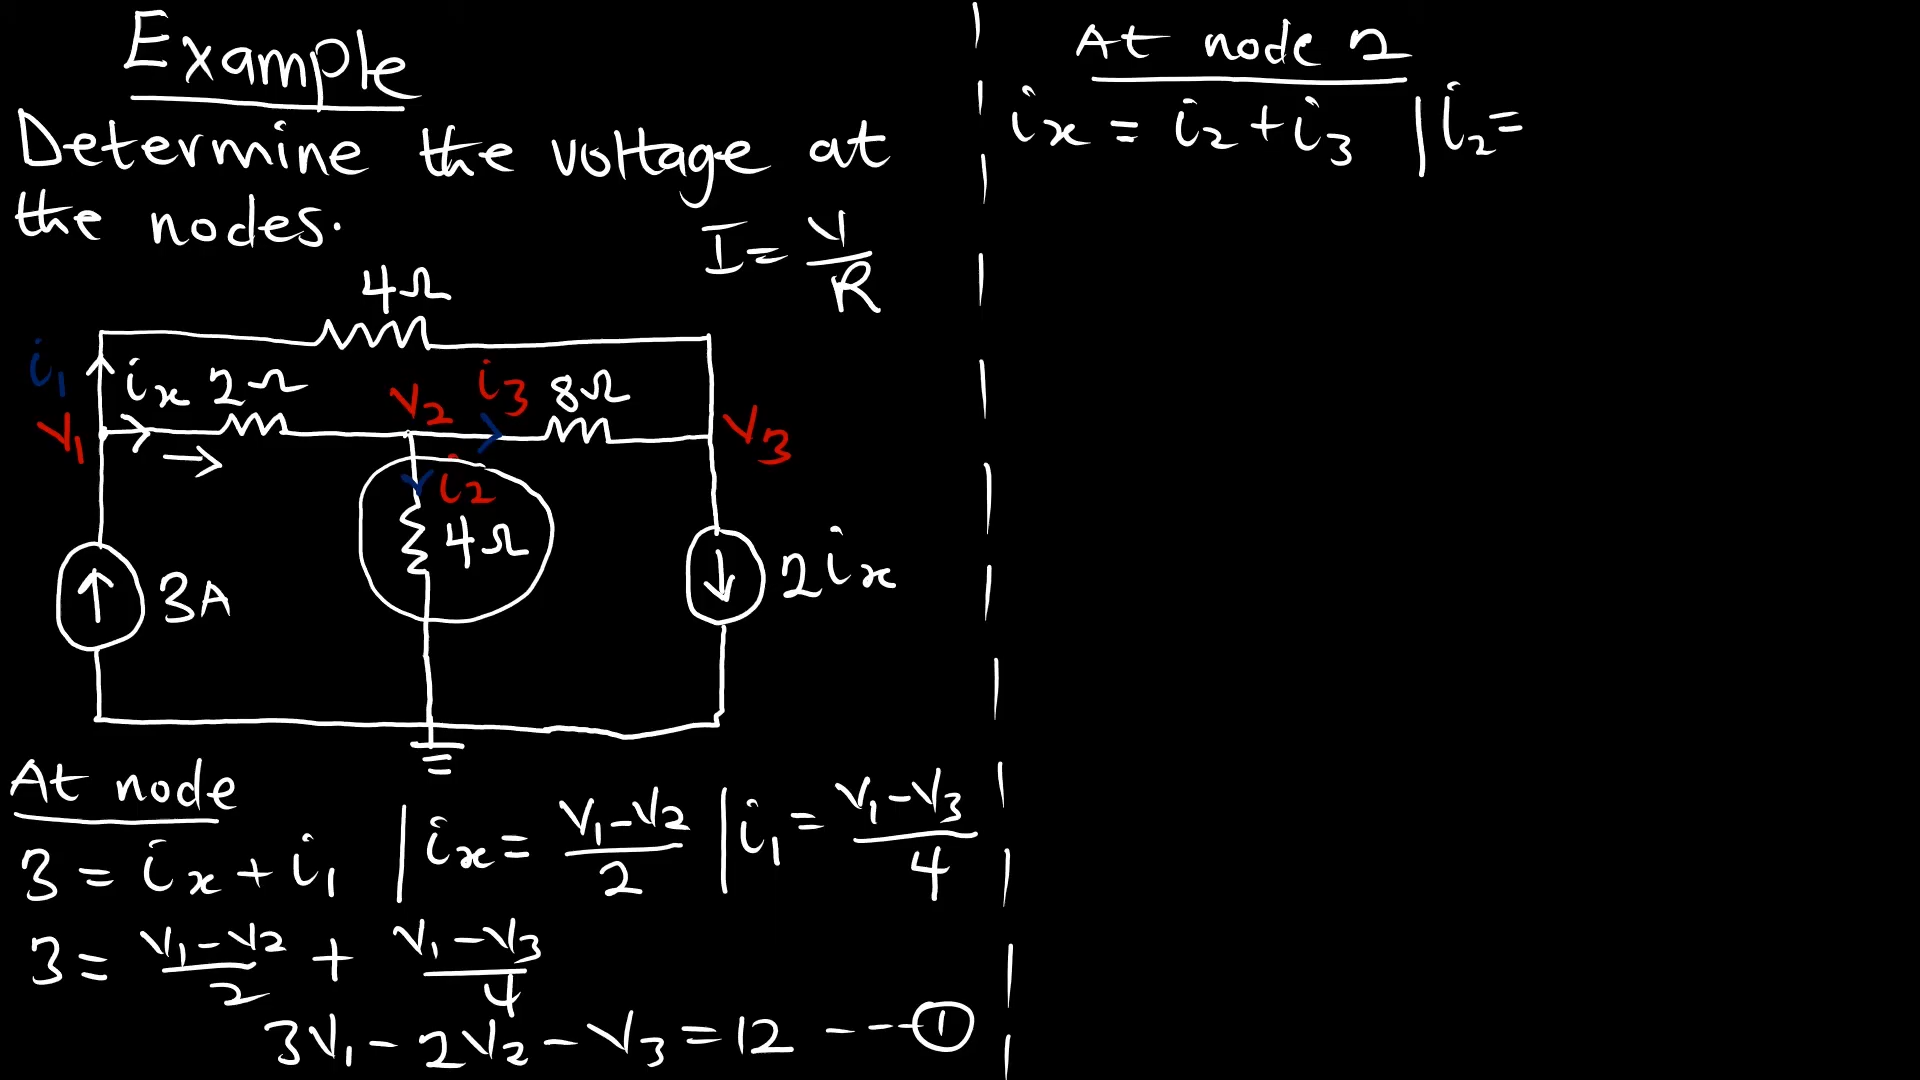 Example
Determine the voltage at
the nodes.
I = V/R
4Ω
i₁
iₓ 2Ω
V₂
i₃
8Ω
V₁
V₃
i₂
4Ω
3A
2iₓ
At node
3 = iₓ + i₁ | iₓ = (V₁ - V₂)/2 | i₁ = (V₁ - V₃)/4
3 = (V₁ - V₂)/2 + (V₁ - V₃)/4
3V₁ - 2V₂ - V₃ = 12 ---①
At node 2
iₓ = i₂ + i₃ | i₂ =